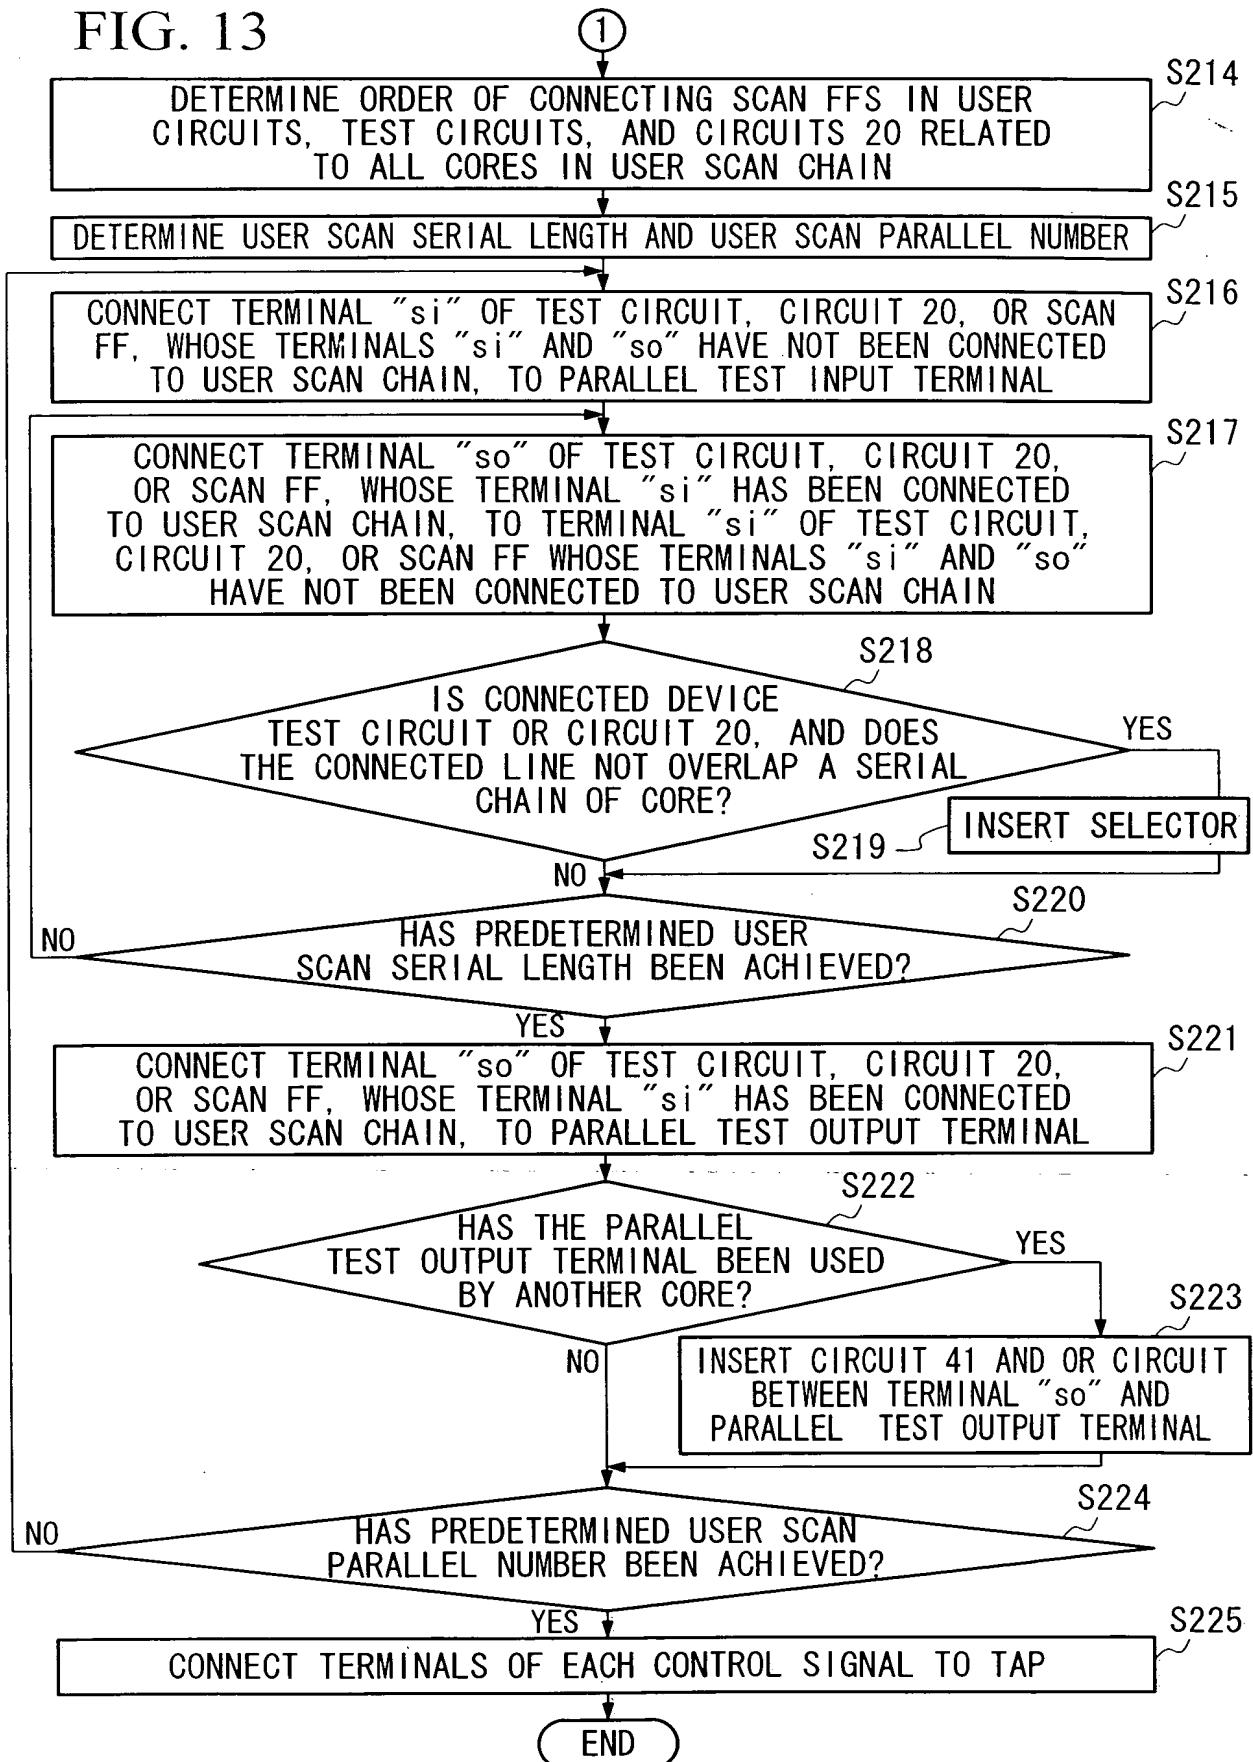 FIG. 13
1
S214
DETERMINE ORDER OF CONNECTING SCAN FFS IN USER
CIRCUITS, TEST CIRCUITS, AND CIRCUITS 20 RELATED
TO ALL CORES IN USER SCAN CHAIN
S215
DETERMINE USER SCAN SERIAL LENGTH AND USER SCAN PARALLEL NUMBER
S216
CONNECT TERMINAL "si" OF TEST CIRCUIT, CIRCUIT 20, OR SCAN
FF, WHOSE TERMINALS "si" AND "so" HAVE NOT BEEN CONNECTED
TO USER SCAN CHAIN, TO PARALLEL TEST INPUT TERMINAL
S217
CONNECT TERMINAL "so" OF TEST CIRCUIT, CIRCUIT 20,
OR SCAN FF, WHOSE TERMINAL "si" HAS BEEN CONNECTED
TO USER SCAN CHAIN, TO TERMINAL "si" OF TEST CIRCUIT,
CIRCUIT 20, OR SCAN FF WHOSE TERMINALS "si" AND "so"
HAVE NOT BEEN CONNECTED TO USER SCAN CHAIN
S218
IS CONNECTED DEVICE
TEST CIRCUIT OR CIRCUIT 20, AND DOES
THE CONNECTED LINE NOT OVERLAP A SERIAL
CHAIN OF CORE?
YES
S219
INSERT SELECTOR
NO
S220
HAS PREDETERMINED USER
SCAN SERIAL LENGTH BEEN ACHIEVED?
NO
YES
S221
CONNECT TERMINAL "so" OF TEST CIRCUIT, CIRCUIT 20,
OR SCAN FF, WHOSE TERMINAL "si" HAS BEEN CONNECTED
TO USER SCAN CHAIN, TO PARALLEL TEST OUTPUT TERMINAL
S222
HAS THE PARALLEL
TEST OUTPUT TERMINAL BEEN USED
BY ANOTHER CORE?
YES
NO
S223
INSERT CIRCUIT 41 AND OR CIRCUIT
BETWEEN TERMINAL "so" AND
PARALLEL TEST OUTPUT TERMINAL
S224
HAS PREDETERMINED USER SCAN
PARALLEL NUMBER BEEN ACHIEVED?
NO
YES
S225
CONNECT TERMINALS OF EACH CONTROL SIGNAL TO TAP
END